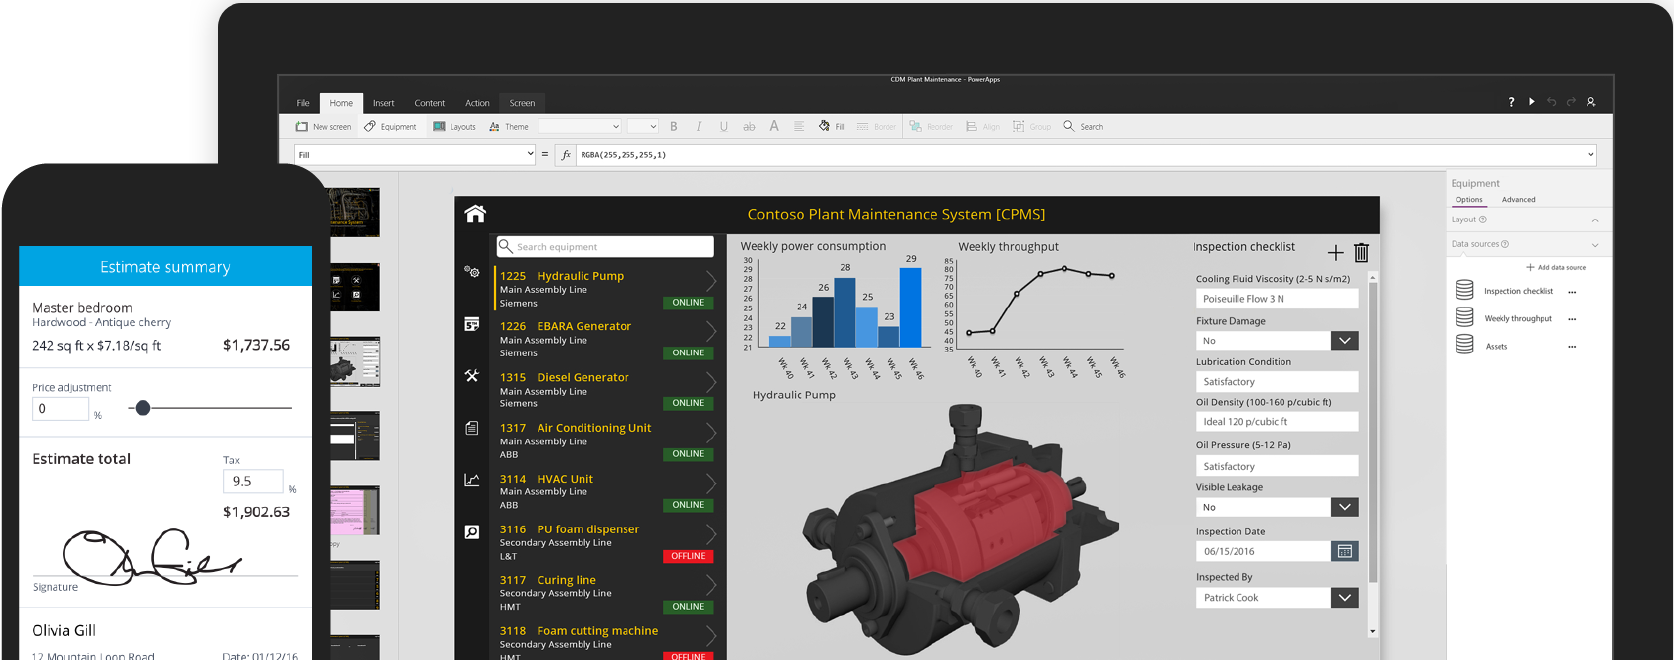 CDM Plant Maintenance - PowerApps
File Home Insert Content Action Screen
?
New screen Equipment Layouts Theme B I U ab A Fill Border Reorder Align Group Search
Fill = fx RGBA(255,255,255,1)
Estimate summary
Master bedroom
Hardwood - Antique cherry
242 sq ft x $7.18/sq ft $1,737.56
Price adjustment
0 %
Estimate total
Tax
9.5 %
$1,902.63
Signature
Olivia Gill
12 Mountain Loop Road Date: 01/12/16
Contoso Plant Maintenance System [CPMS]
Search equipment
1225 Hydraulic Pump
Main Assembly Line
Siemens ONLINE
1226 EBARA Generator
Main Assembly Line
Siemens ONLINE
1315 Diesel Generator
Main Assembly Line
Siemens ONLINE
1317 Air Conditioning Unit
Main Assembly Line
ABB ONLINE
3114 HVAC Unit
Main Assembly Line
ABB ONLINE
3116 PU foam dispenser
Secondary Assembly Line
L&T OFFLINE
3117 Curing line
Secondary Assembly Line
HMT ONLINE
3118 Foam cutting machine
Secondary Assembly Line
HMT OFFLINE
Weekly power consumption
30
29
28
27
26
25
24
23
22
21
22 24 26 28 25 23 29
Wk 40 Wk 41 Wk 42 Wk 43 Wk 44 Wk 45 Wk 46
Weekly throughput
85
80
75
70
65
60
55
50
45
40
35
Wk 40 Wk 41 Wk 42 Wk 43 Wk 44 Wk 45 Wk 46
Hydraulic Pump
Inspection checklist
Cooling Fluid Viscosity (2-5 N s/m2)
Poiseuille Flow 3 N
Fixture Damage
No
Lubrication Condition
Satisfactory
Oil Density (100-160 p/cubic ft)
Ideal 120 p/cubic ft
Oil Pressure (5-12 Pa)
Satisfactory
Visible Leakage
No
Inspection Date
06/15/2016
Inspected By
Patrick Cook
Equipment
Options Advanced
Layout ?
Data sources ?
+ Add data source
Inspection checklist ...
Weekly throughput ...
Assets ...